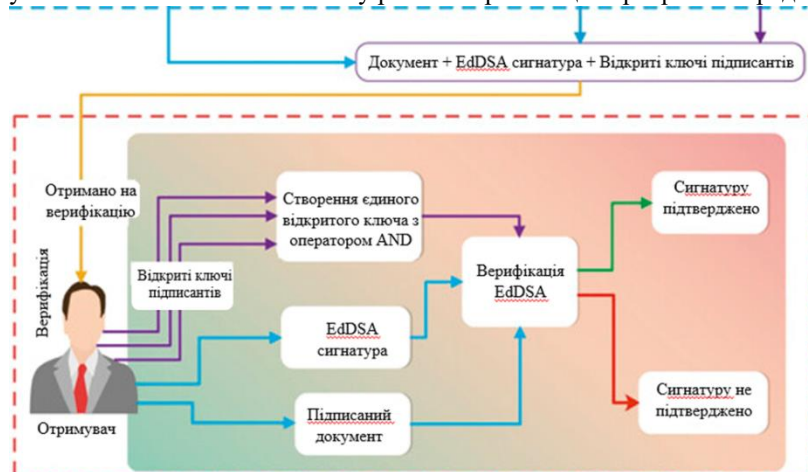 Документ + EdDSA сигнатура + Відкриті ключі підписантів
Отримано на
верифікацію
Верифікація
Відкриті ключі
підписантів
Створення єдиного
відкритого ключа з
оператором AND
Верифікація
EdDSA
Сигнатуру
підтверджено
EdDSA
сигнатура
Сигнатуру не
підтверджено
Підписаний
документ
Отримувач